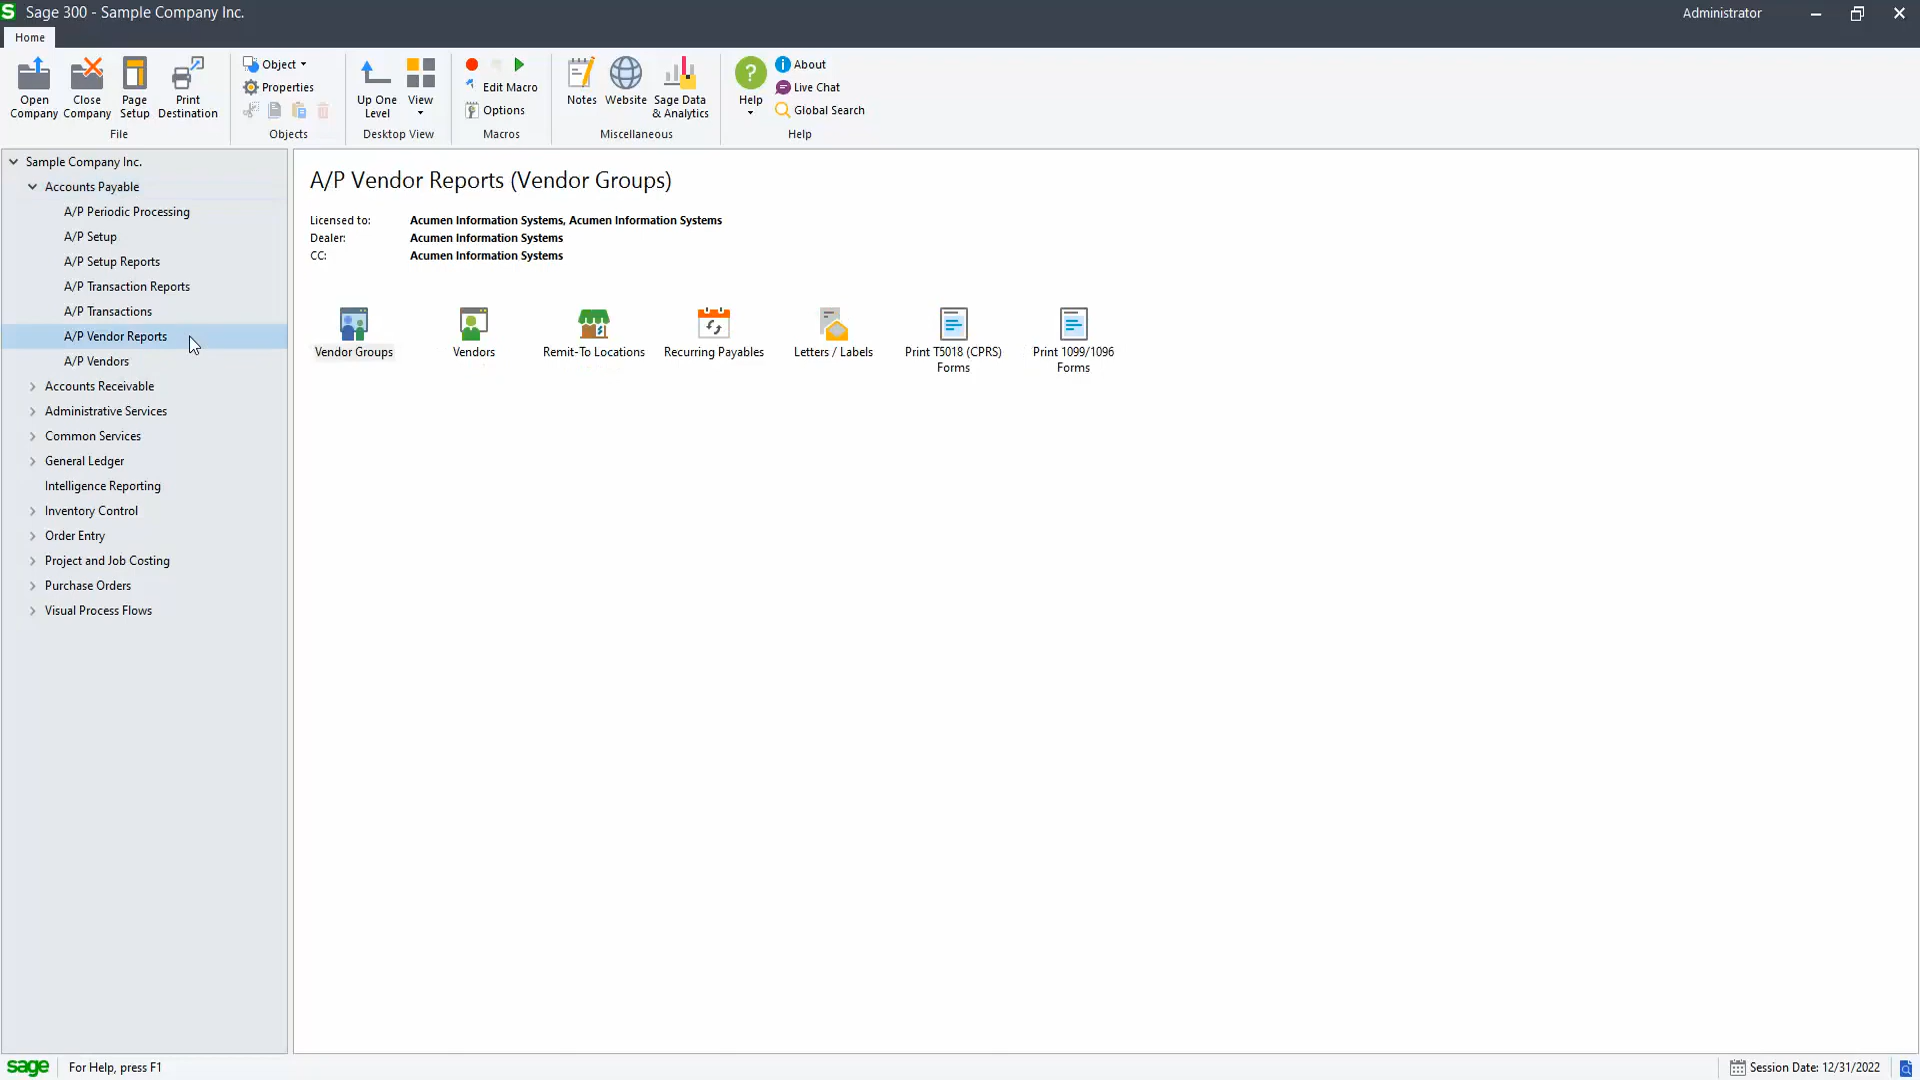 S Sage 300 - Sample Company Inc.
Administrator
Home
Open Company
Close Company
Page Setup
Print Destination
File
Object
Properties
Objects
Up One Level
View
Desktop View
Edit Macro
Options
Macros
Notes
Website
Sage Data & Analytics
Miscellaneous
? Help
i About
Live Chat
Global Search
Help
Sample Company Inc.
Accounts Payable
A/P Periodic Processing
A/P Setup
A/P Setup Reports
A/P Transaction Reports
A/P Transactions
A/P Vendor Reports
A/P Vendors
Accounts Receivable
Administrative Services
Common Services
General Ledger
Intelligence Reporting
Inventory Control
Order Entry
Project and Job Costing
Purchase Orders
Visual Process Flows
A/P Vendor Reports (Vendor Groups)
Licensed to: Acumen Information Systems, Acumen Information Systems
Dealer: Acumen Information Systems
CC: Acumen Information Systems
Vendor Groups
Vendors
Remit-To Locations
Recurring Payables
Letters / Labels
Print T5018 (CPRS) Forms
Print 1099/1096 Forms
sage
For Help, press F1
Session Date: 12/31/2022